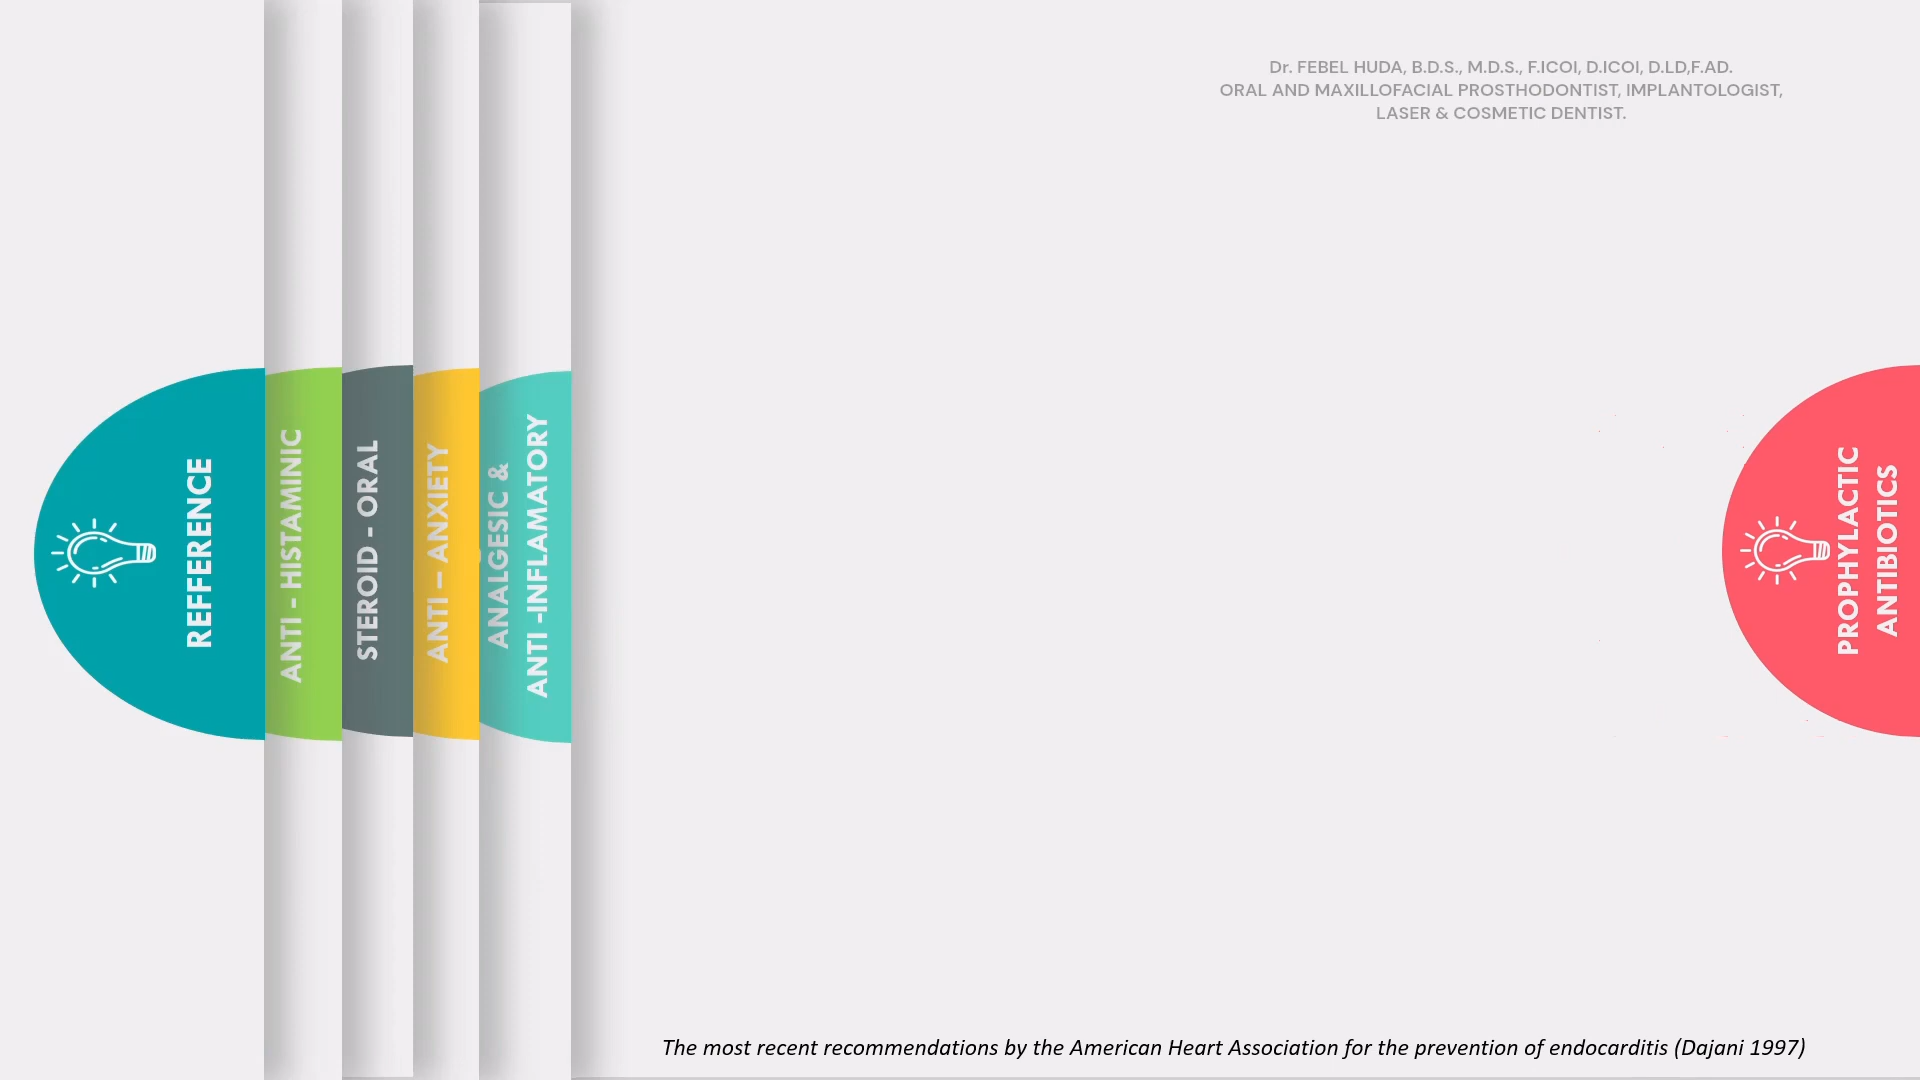 Dr. FEBEL HUDA, B.D.S., M.D.S., F.ICOI, D.ICOI, D.LD,F.AD.
ORAL AND MAXILLOFACIAL PROSTHODONTIST, IMPLANTOLOGIST,
LASER & COSMETIC DENTIST.
REFFERENCE
ANTI - HISTAMINIC
STEROID - ORAL
ANTI – ANXIETY
ANALGESIC &
ANTI -INFLAMATORY
PROPHYLACTIC
ANTIBIOTICS
The most recent recommendations by the American Heart Association for the prevention of endocarditis (Dajani 1997)